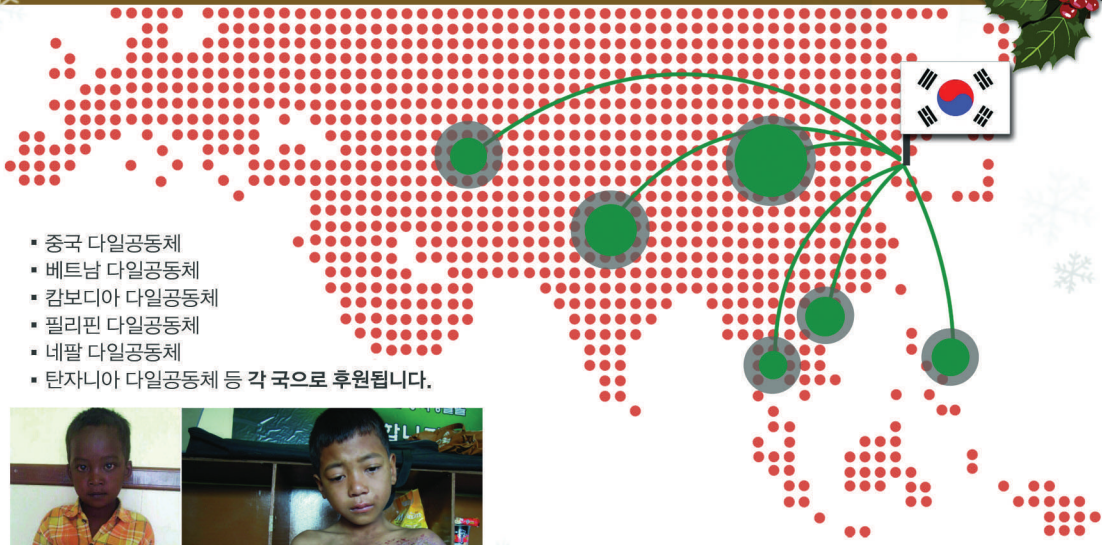 ▪ 중국 다일공동체
▪ 베트남 다일공동체
▪ 캄보디아 다일공동체
▪ 필리핀 다일공동체
▪ 네팔 다일공동체
▪ 탄자니아 다일공동체 등 각 국으로 후원됩니다.